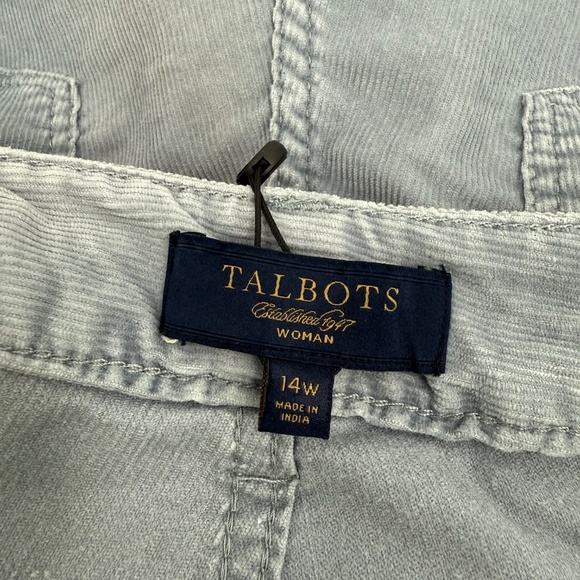 TALBOTS
Established 1947
WOMAN
14W
MADE IN
INDIA